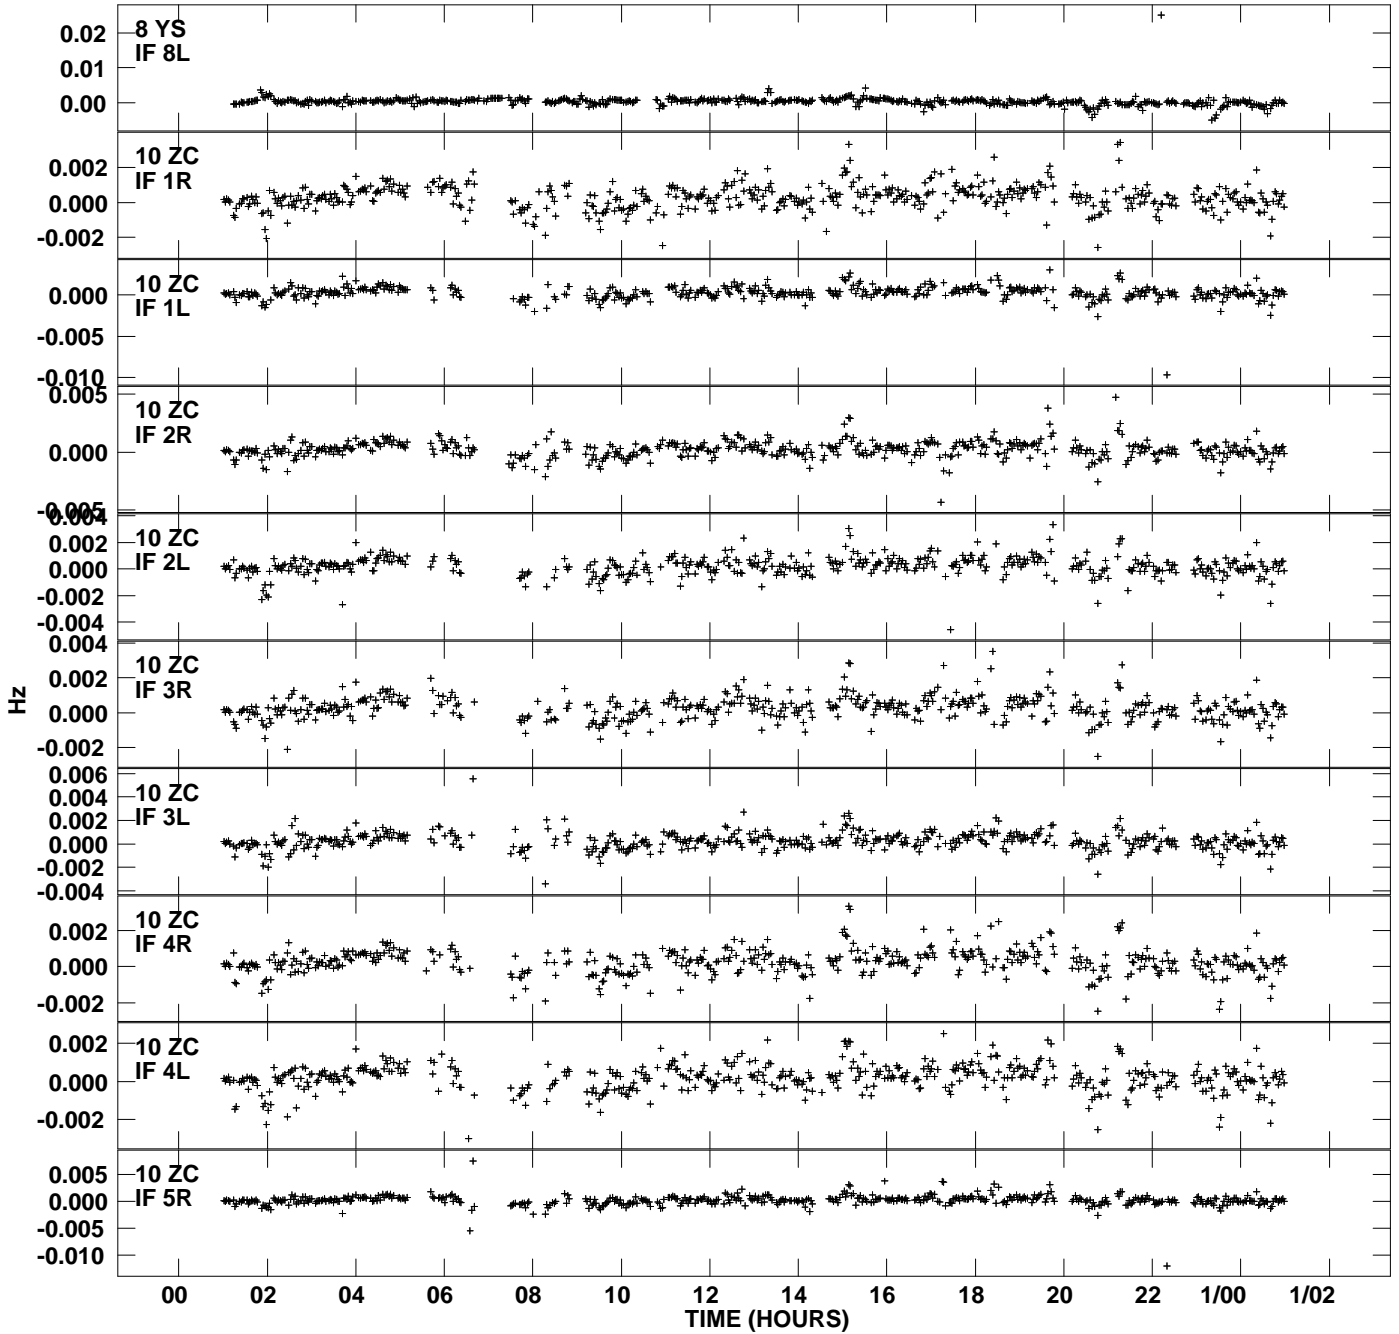 0.02
0.01
0.00
8 YS
IF 8L
0.002
0.000
-0.002
10 ZC
IF 1R
0.000
-0.005
-0.010
10 ZC
IF 1L
0.005
0.000
-0.005
10 ZC
IF 2R
0.004
0.002
0.000
-0.002
-0.004
10 ZC
IF 2L
0.004
0.002
0.000
-0.002
10 ZC
IF 3R
0.006
0.004
0.002
0.000
-0.002
-0.004
10 ZC
IF 3L
0.002
0.000
-0.002
10 ZC
IF 4R
0.002
0.000
-0.002
10 ZC
IF 4L
0.005
0.000
-0.005
-0.010
10 ZC
IF 5R
Hz
00 02 04 06 08 10 12 14 16 18 20 22 1/00 1/02
TIME (HOURS)